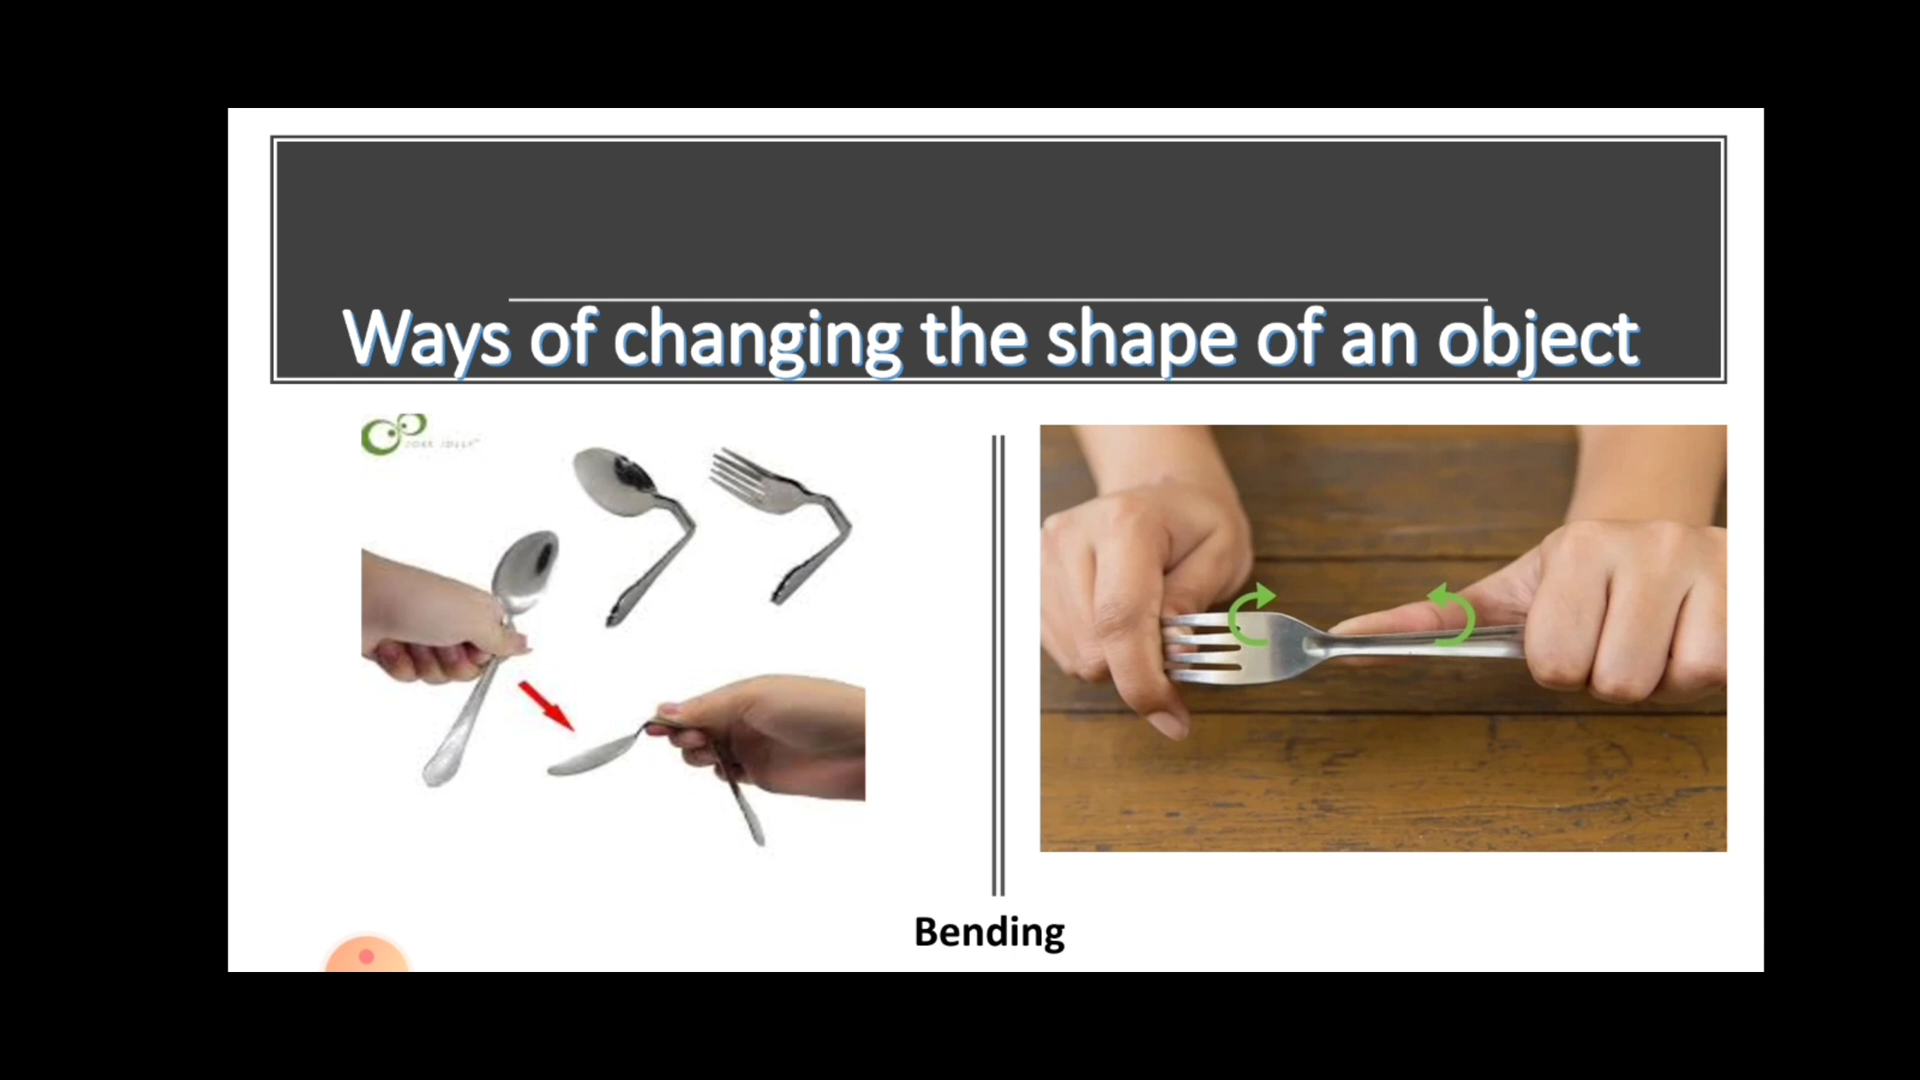 Ways of changing the shape of an object
Bending